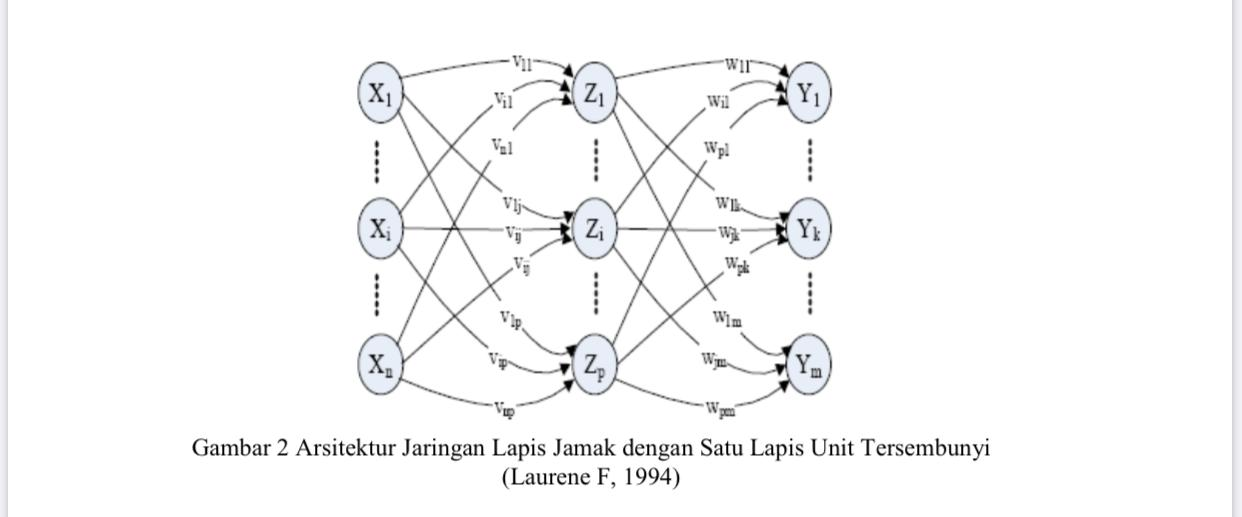 V11
W11
X1
Z1
Y1
Vi1
Wi1
Vn1
Wp1
V1j
W1k
Xi
Vij
Zi
Wjk
Yk
Vij
Wpk
V1p
W1m
Xn
Vip
Zp
Wjm
Ym
Vnp
Wpm
Gambar 2 Arsitektur Jaringan Lapis Jamak dengan Satu Lapis Unit Tersembunyi
(Laurene F, 1994)